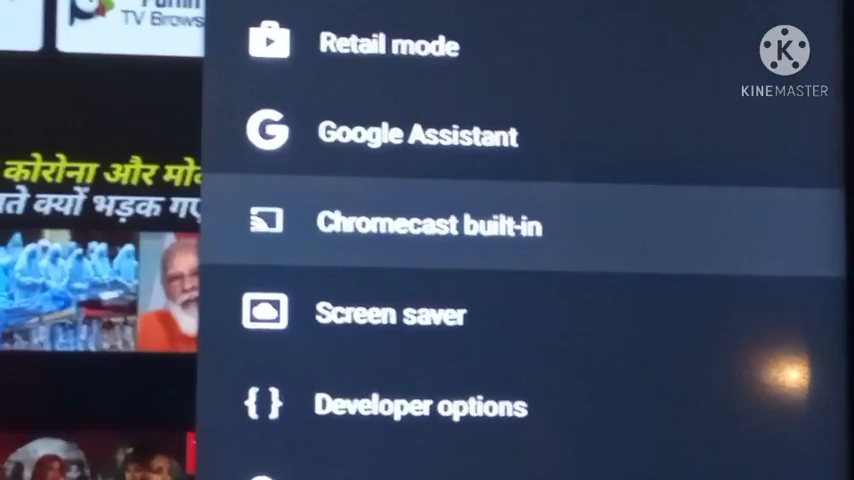 TV Brows
Retail mode
KINEMASTER
Google Assistant
कोरोना और
क्यों भड़क
Chromecast built-in
Screen saver
Developer options